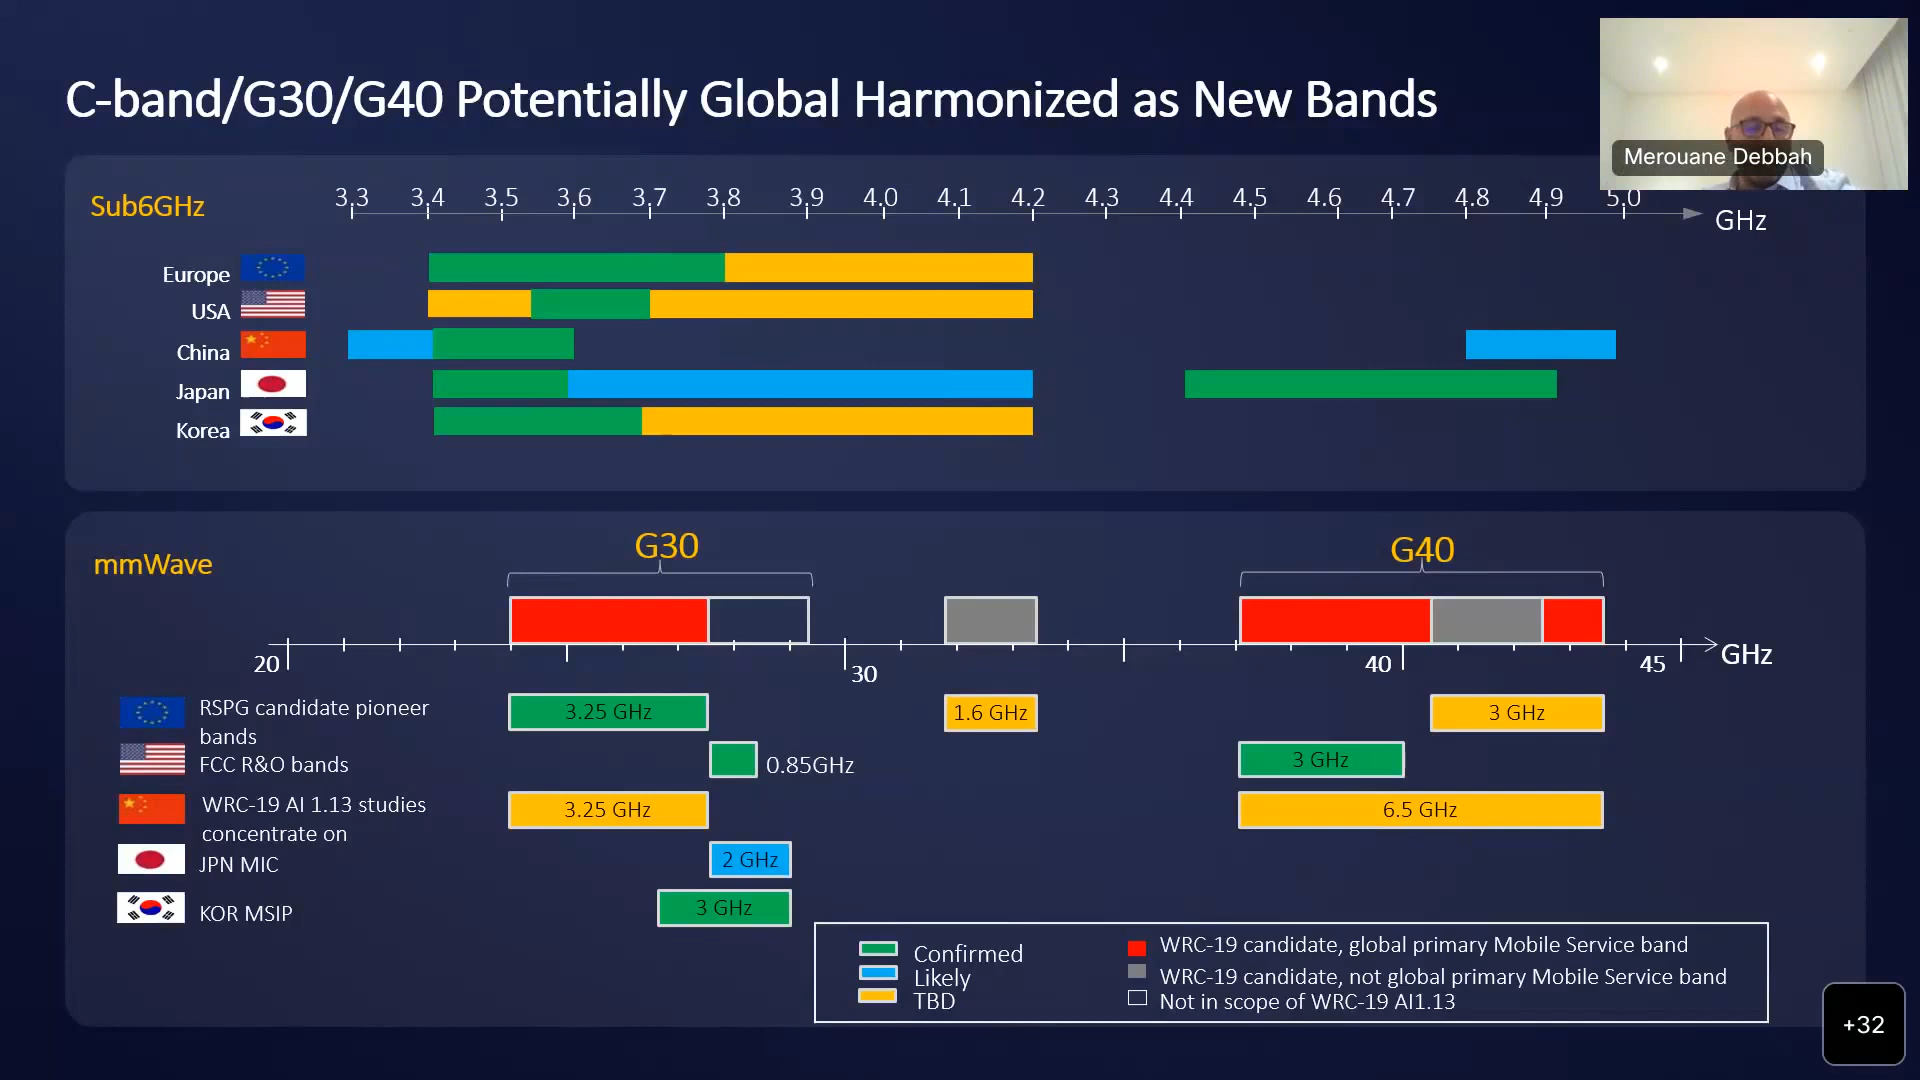 C-band/G30/G40 Potentially Global Harmonized as New Bands
Merouane Debbah
Sub6GHz
3.3 3.4 3.5 3.6 3.7 3.8 3.9 4.0 4.1 4.2 4.3 4.4 4.5 4.6 4.7 4.8 4.9 5.0
GHz
Europe
USA
China
Japan
Korea
mmWave
G30
G40
20
30
40
45
GHz
RSPG candidate pioneer
bands
3.25 GHz
1.6 GHz
3 GHz
FCC R&O bands
0.85GHz
3 GHz
WRC-19 AI 1.13 studies
concentrate on
3.25 GHz
6.5 GHz
JPN MIC
2 GHz
KOR MSIP
3 GHz
Confirmed
Likely
TBD
WRC-19 candidate, global primary Mobile Service band
WRC-19 candidate, not global primary Mobile Service band
Not in scope of WRC-19 AI1.13
+32